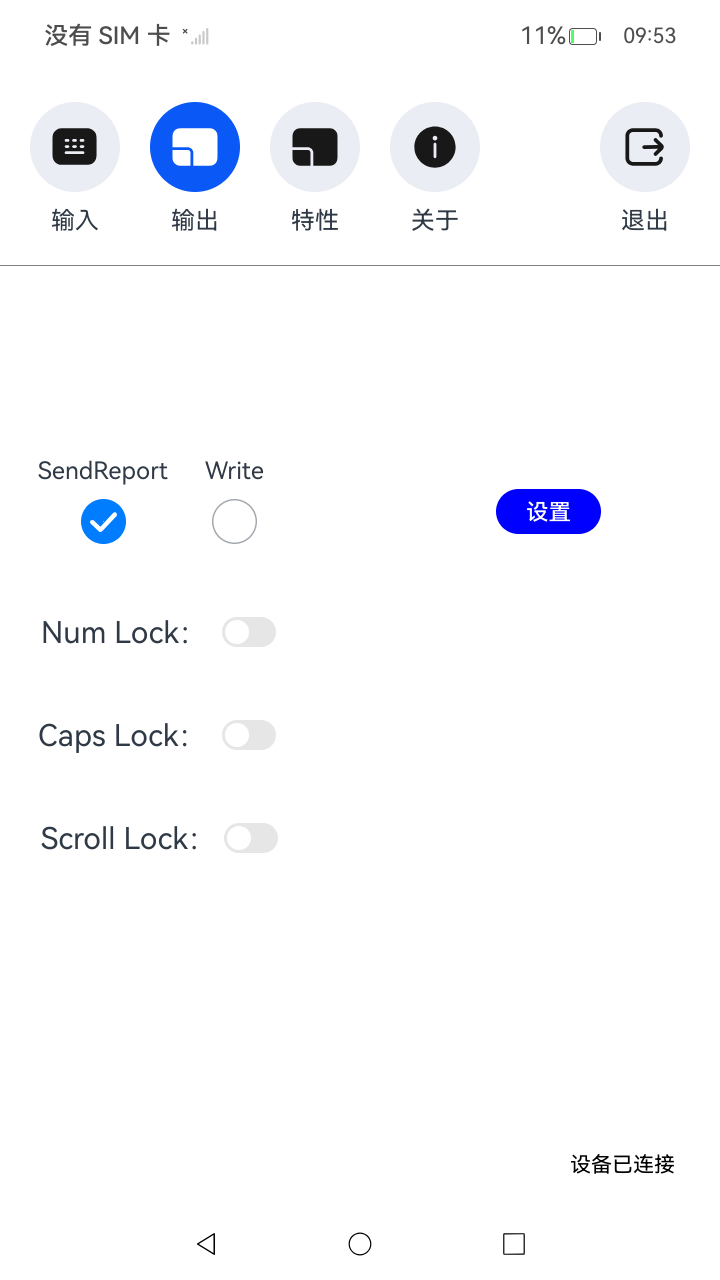 没有 SIM 卡
11% 09:53
输入 输出 特性 关于 退出
SendReport Write
设置
Num Lock:
Caps Lock:
Scroll Lock:
设备已连接